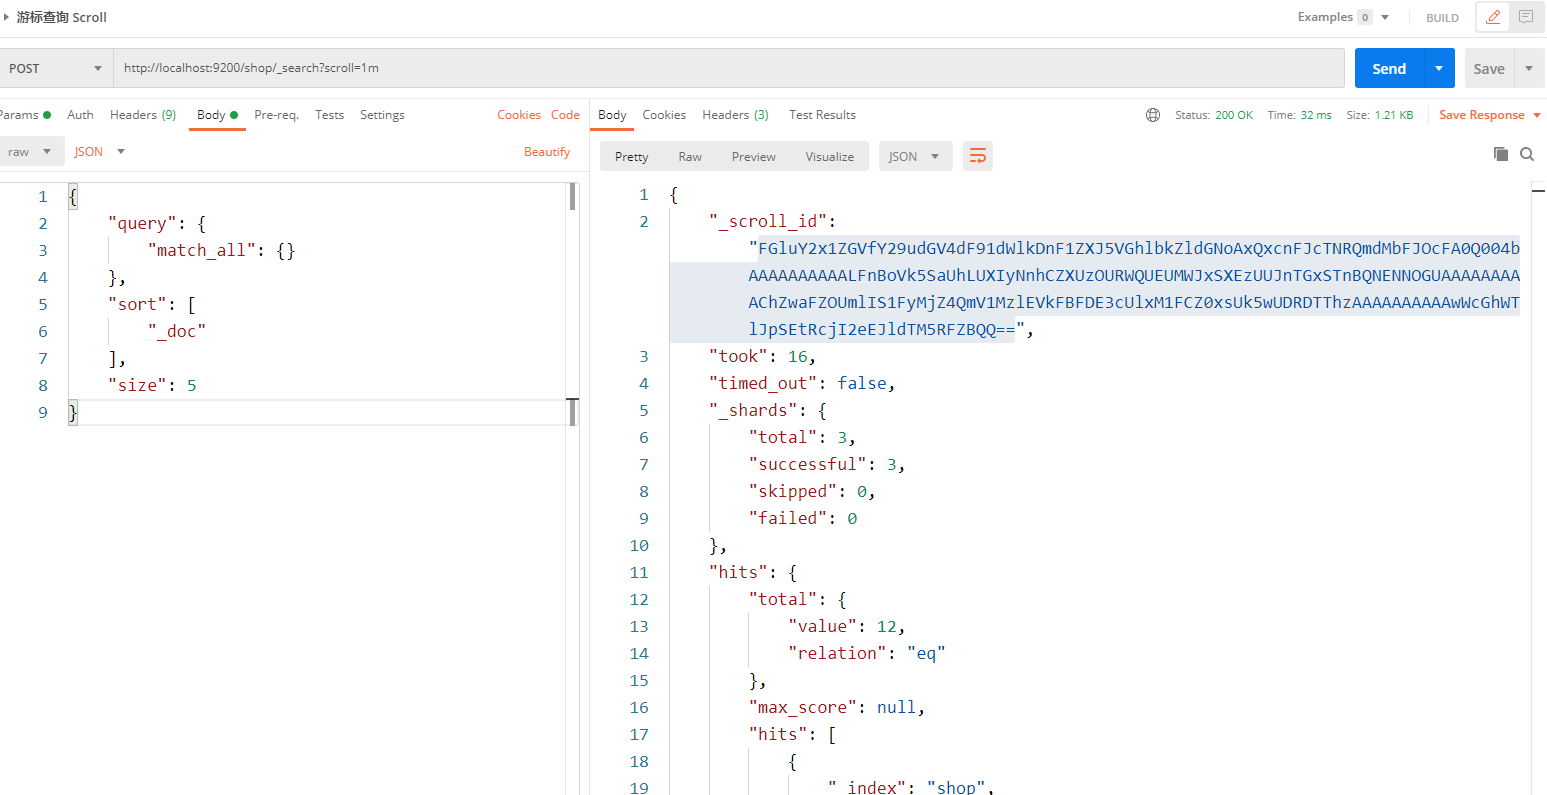 游标查询 Scroll
Examples 0
BUILD
POST
http://localhost:9200/shop/_search?scroll=1m
Send
Save
Params Auth Headers (9) Body Pre-req. Tests Settings Cookies Code
raw JSON Beautify
1 {
2 "query": {
3 "match_all": {}
4 },
5 "sort": [
6 "_doc"
7 ],
8 "size": 5
9 }
Body Cookies Headers (3) Test Results
Status: 200 OK Time: 32 ms Size: 1.21 KB Save Response
Pretty Raw Preview Visualize JSON
1 {
2 "_scroll_id":
"FGluY2x1ZGVfY29udGV4dF91dWlkDnF1ZXJ5VGhlbkZldGNoAxQxcnFJcTNRQmdMbFJOcFA0Q004b
AAAAAAAAAALFnBoVk5SaUhLUXIyNnhCZXUzOURWQUEUMWJxSXEzUUJnTGxSTnBQNENNOGUAAAAAAAA
AChZwaFZOUmlIS1FyMjZ4QmV1MzlEVkFBFDE3cUlxM1FCZ0xsUk5wUDRDTThzAAAAAAAAAAwWcGhWT
lJpSEtRcjI2eEJldTM5RFZBQQ==",
3 "took": 16,
4 "timed_out": false,
5 "_shards": {
6 "total": 3,
7 "successful": 3,
8 "skipped": 0,
9 "failed": 0
10 },
11 "hits": {
12 "total": {
13 "value": 12,
14 "relation": "eq"
15 },
16 "max_score": null,
17 "hits": [
18 {
19 "_index": "shop",